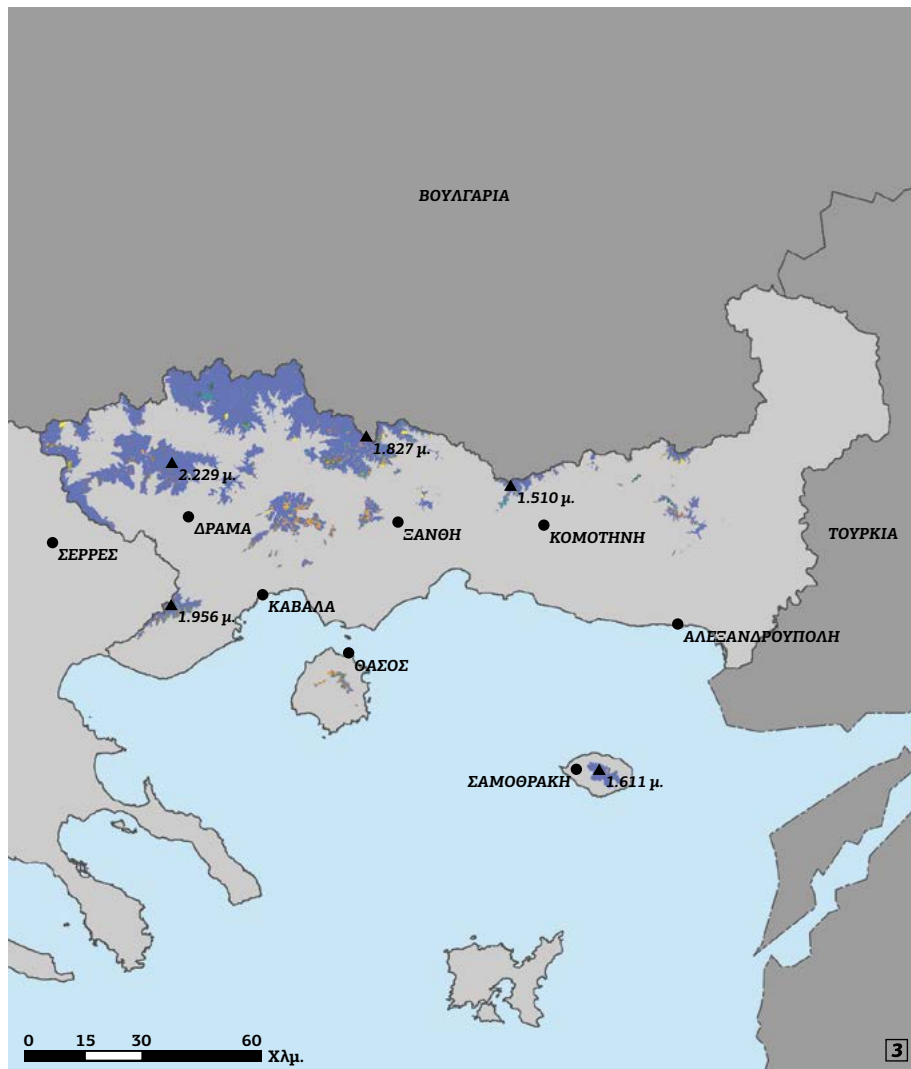 ΒΟΥΛΓΑΡΙΑ
1.827 μ.
2.229 μ.
1.510 μ.
ΔΡΑΜΑ
ΞΑΝΘΗ
ΚΟΜΟΤΗΝΗ
ΤΟΥΡΚΙΑ
ΣΕΡΡΕΣ
ΚΑΒΑΛΑ
1.956 μ.
ΑΛΕΞΑΝΔΡΟΥΠΟΛΗ
ΘΑΣΟΣ
ΣΑΜΟΘΡΑΚΗ
1.611 μ.
0 15 30 60
Χλμ.
3